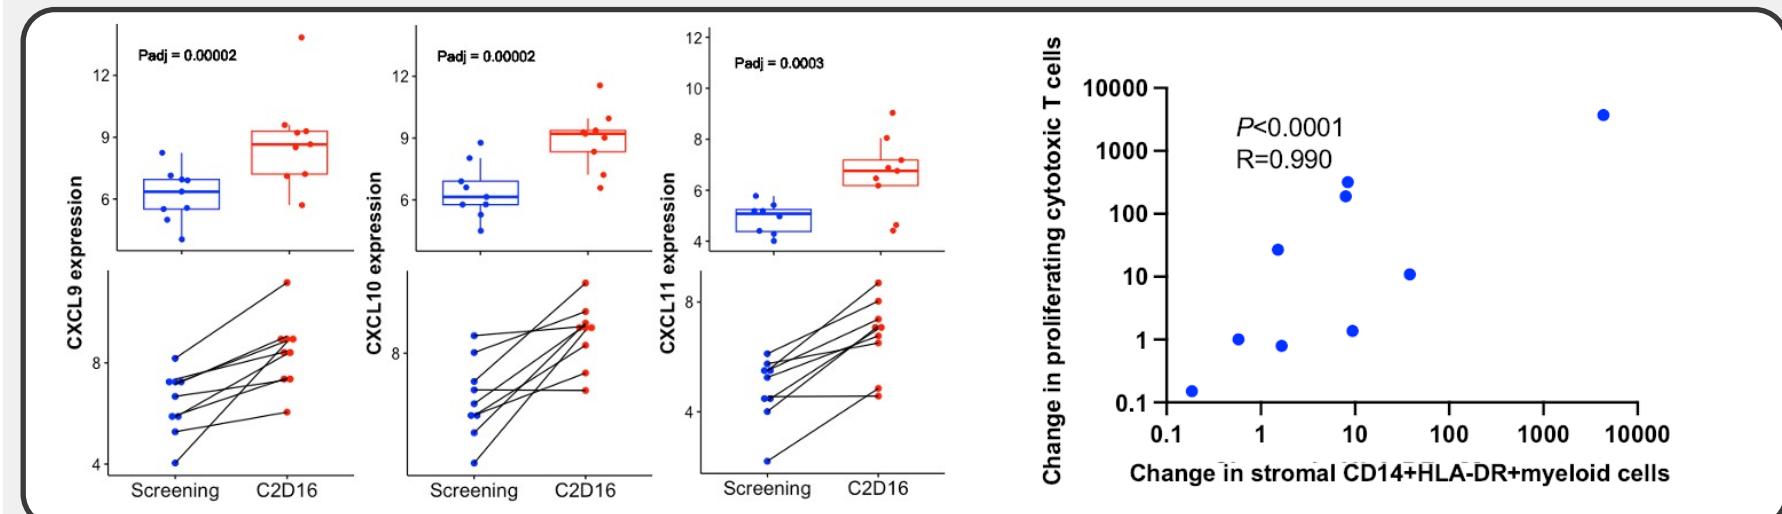 Padj = 0.00002
12
9
6
CXCL9 expression
8
4
Screening C2D16
Padj = 0.00002
12
9
6
CXCL10 expression
8
Screening C2D16
12
Padj = 0.0003
10
8
6
4
CXCL11 expression
8
4
Screening C2D16
Change in proliferating cytotoxic T cells
10000
1000
100
10
1
0.1
P<0.0001
R=0.990
0.1 1 10 100 1000 10000
Change in stromal CD14+HLA-DR+myeloid cells